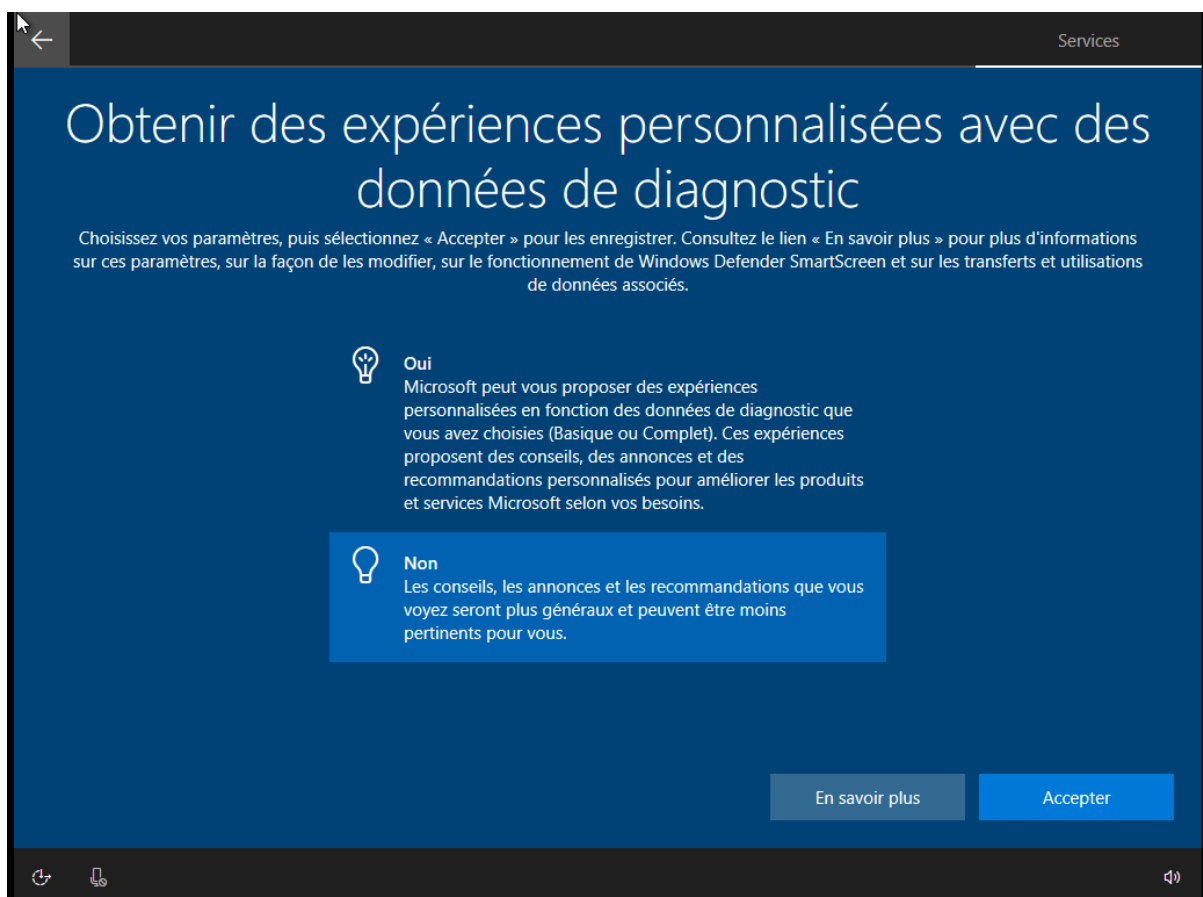 Services
Obtenir des expériences personnalisées avec des
données de diagnostic
Choisissez vos paramètres, puis sélectionnez « Accepter » pour les enregistrer. Consultez le lien « En savoir plus » pour plus d'informations
sur ces paramètres, sur la façon de les modifier, sur le fonctionnement de Windows Defender SmartScreen et sur les transferts et utilisations
de données associés.
Oui
Microsoft peut vous proposer des expériences
personnalisées en fonction des données de diagnostic que
vous avez choisies (Basique ou Complet). Ces expériences
proposent des conseils, des annonces et des
recommandations personnalisés pour améliorer les produits
et services Microsoft selon vos besoins.
Non
Les conseils, les annonces et les recommandations que vous
voyez seront plus généraux et peuvent être moins
pertinents pour vous.
En savoir plus
Accepter